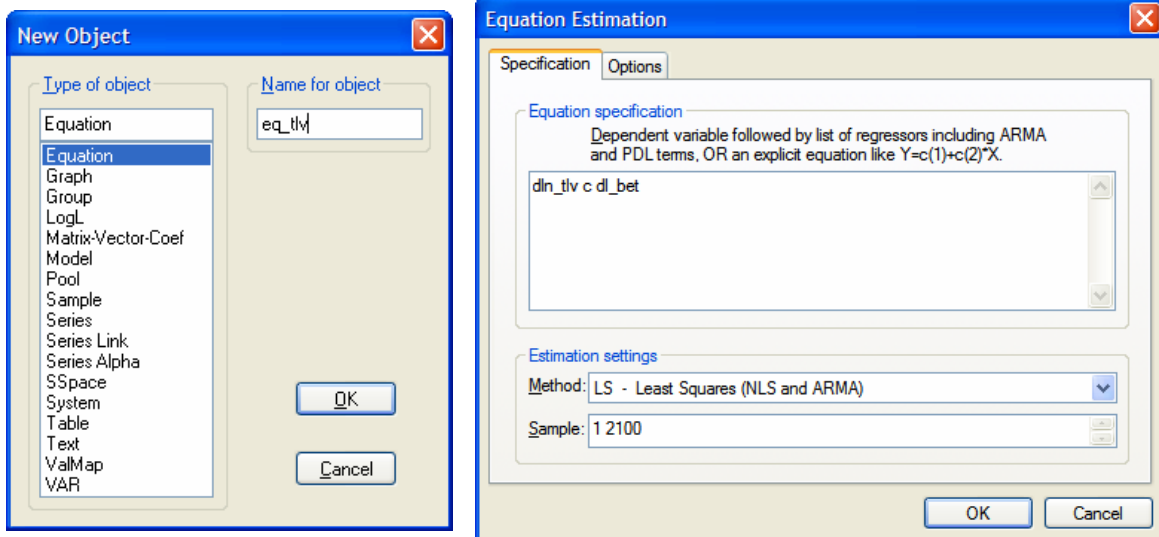 New Object
Type of object
Name for object
Equation
eq_tlv
Equation
Graph
Group
LogL
Matrix-Vector-Coef
Model
Pool
Sample
Series
Series Link
Series Alpha
SSpace
System
Table
Text
ValMap
VAR
OK
Cancel
Equation Estimation
Specification
Options
Equation specification
Dependent variable followed by list of regressors including ARMA
and PDL terms, OR an explicit equation like Y=c(1)+c(2)*X.
dln_tlv c dl_bet
Estimation settings
Method: LS - Least Squares (NLS and ARMA)
Sample: 1 2100
OK
Cancel